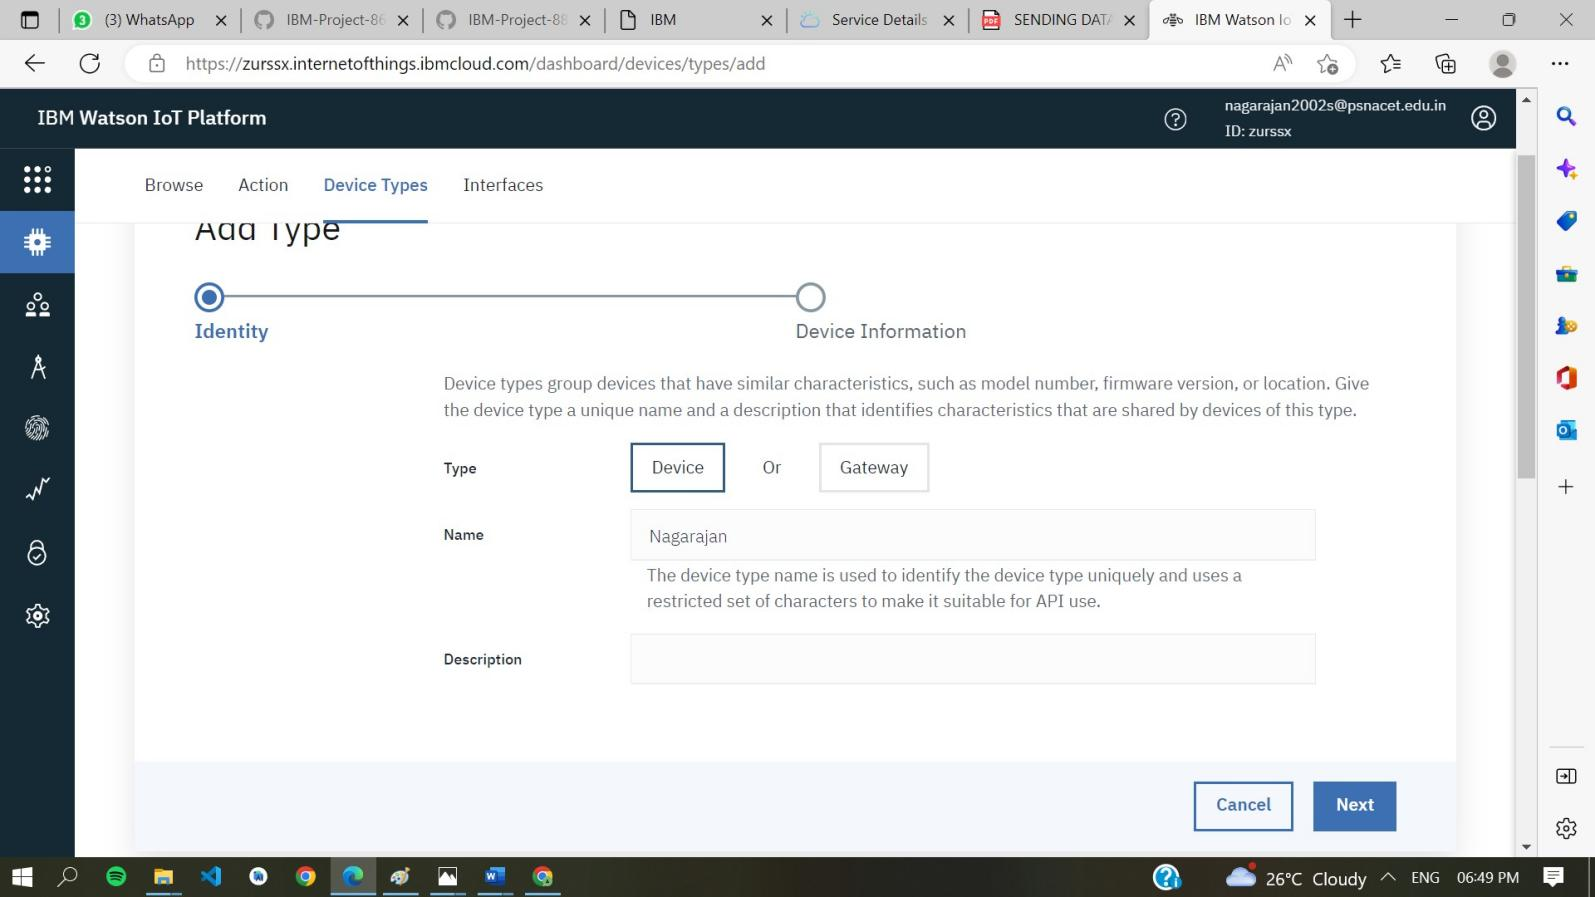 (3) WhatsApp
IBM-Project-86
IBM-Project-88
IBM
Service Details
SENDING DATA
IBM Watson Io
https://zurssx.internetofthings.ibmcloud.com/dashboard/devices/types/add
IBM Watson IoT Platform
nagarajan2002s@psnacet.edu.in
ID: zurssx
Browse
Action
Device Types
Interfaces
Add Type
Identity
Device Information
Device types group devices that have similar characteristics, such as model number, firmware version, or location. Give
the device type a unique name and a description that identifies characteristics that are shared by devices of this type.
Type
Device
Or
Gateway
Name
Nagarajan
The device type name is used to identify the device type uniquely and uses a
restricted set of characters to make it suitable for API use.
Description
Cancel
Next
26°C Cloudy
ENG
06:49 PM